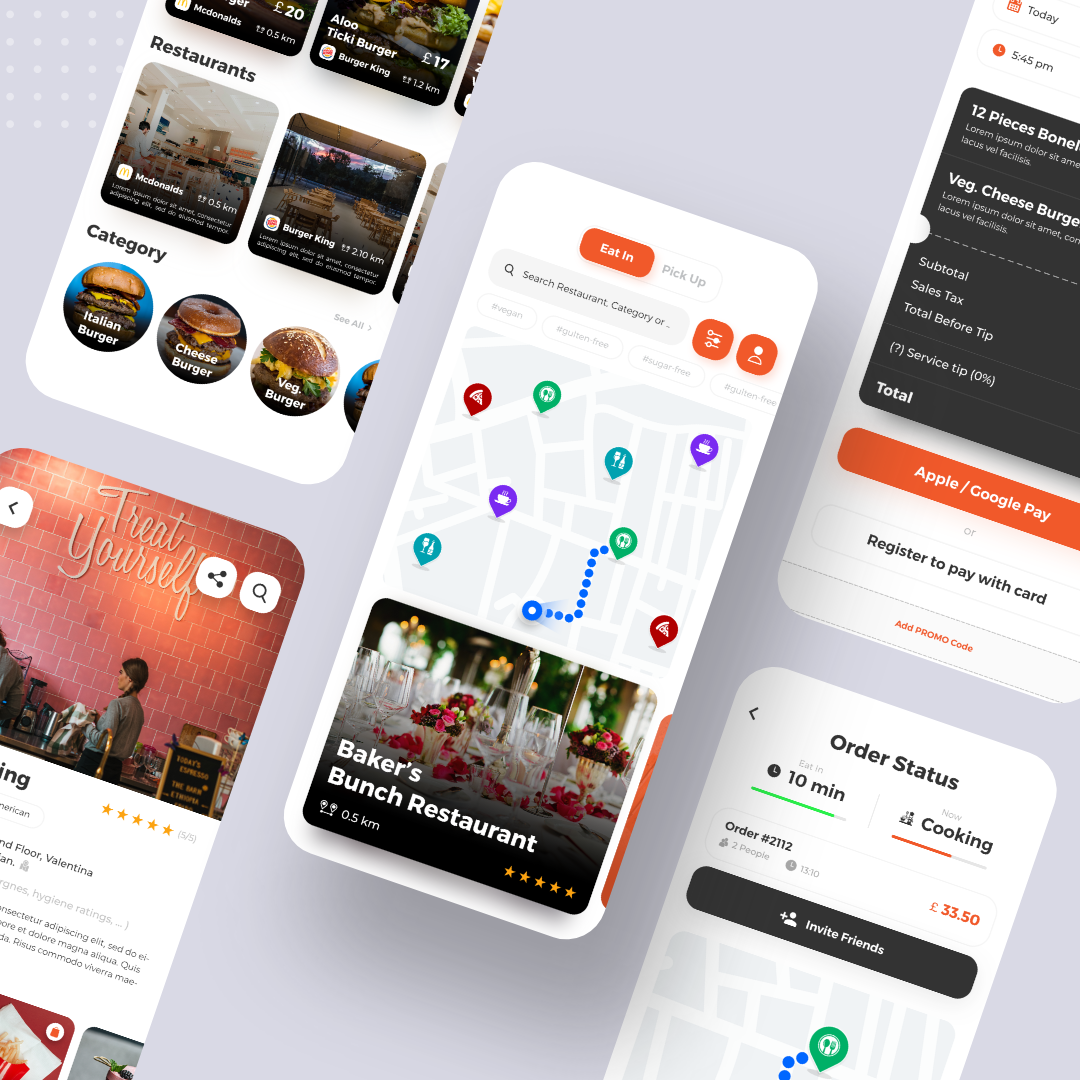 ger
£20
Mcdonalds
0.5 km
Aloo
Ticki Burger
£17
Burger King
1.2 km
Restaurants
Mcdonalds
0.5 km
Lorem ipsum dolor sit amet, consectetur
adipiscing elit, sed do eiusmod tempor.
Burger King
2.10 km
Lorem ipsum dolor sit amet, consectetur
adipiscing elit, sed do eiusmod tempor.
Category
See All >
Italian
Burger
Cheese
Burger
Veg.
Burger
Treat
Yourself
TODAY'S
ESPRESSO
THE BARN
ETHIOPIA
ing
merican
(5/5)
nd Floor, Valentina
an.
rgnes, hygiene ratings, ... )
onsectetur adipiscing elit, sed do ei-
ore et dolore magna aliqua. Quis
da. Risus commodo viverra mae-
Eat In
Pick Up
Search Restaurant, Category or ..
#vegan
#gulten-free
#sugar-free
#gulten-free
Baker's
Bunch Restaurant
0.5 km
Today
5:45 pm
12 Pieces Bonel
Lorem ipsum dolor sit ame
lacus vel facilisis.
Veg. Cheese Burge
Lorem ipsum dolor sit amet, con
lacus vel facilisis.
Subtotal
Sales Tax
Total Before Tip
(?) Service tip (0%)
Total
Apple / Google Pay
or
Register to pay with card
Add PROMO Code
Order Status
Eat In
10 min
Now
Cooking
Order #2112
2 People
13:10
£ 33.50
Invite Friends